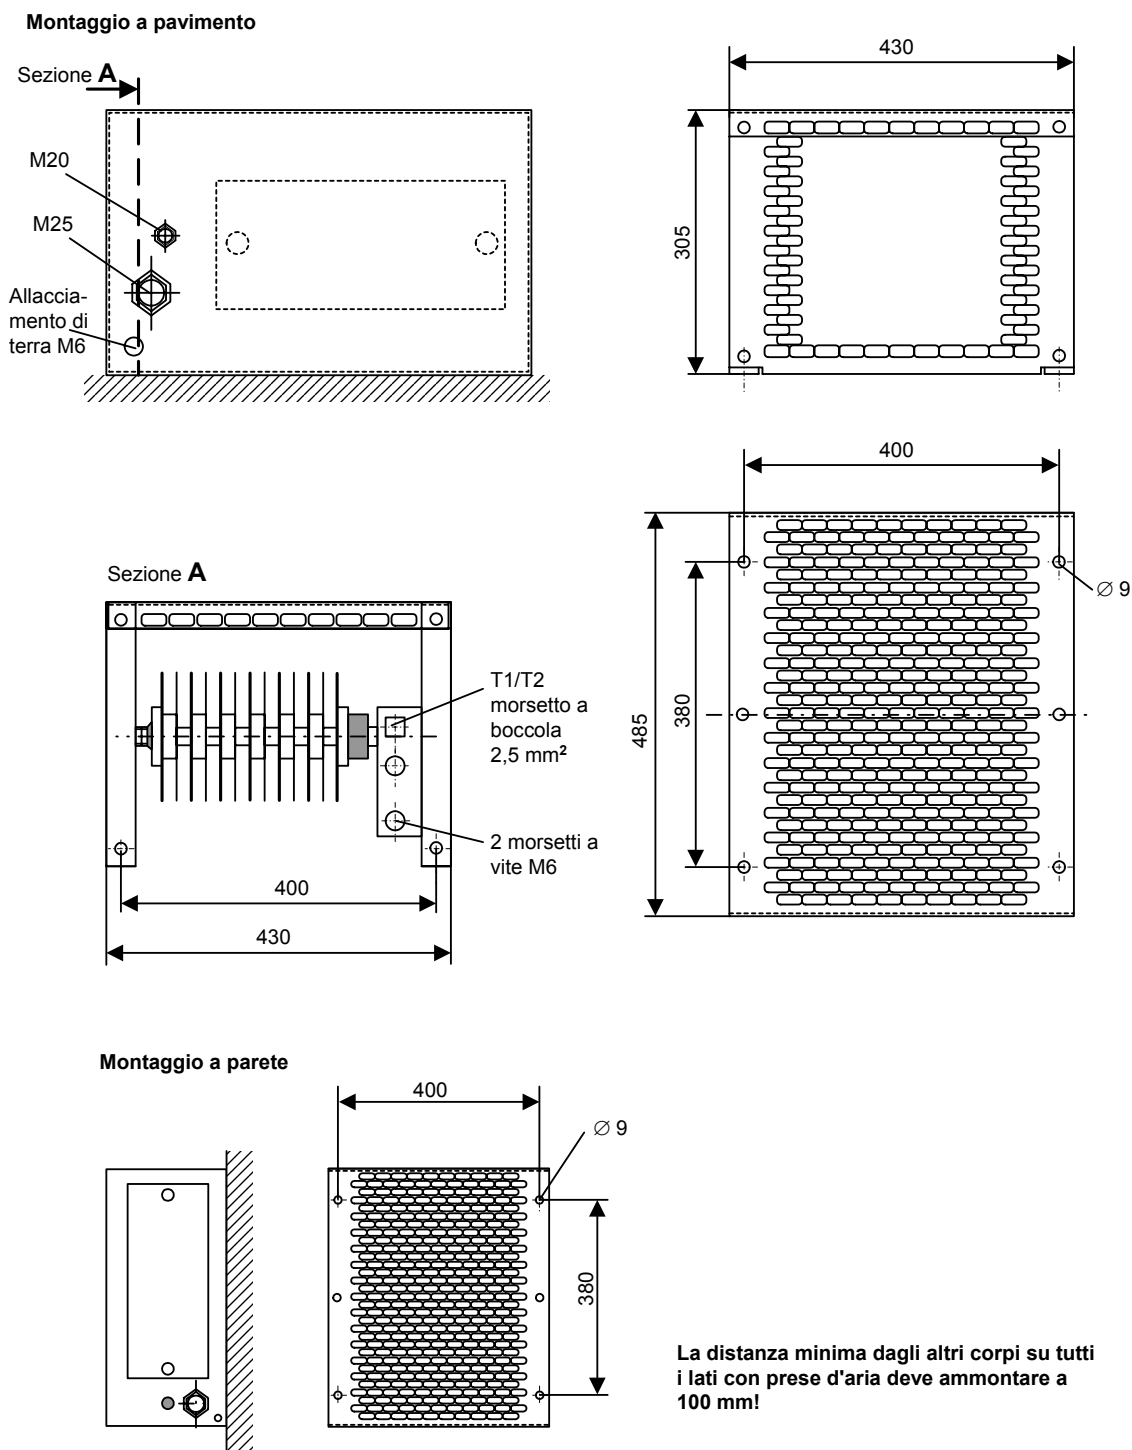 Montaggio a pavimento
Sezione A
M20
M25
Allaccia-
mento di
terra M6
430
305
400
Ø 9
485
380
Sezione A
T1/T2
morsetto a
boccola
2,5 mm²
2 morsetti a
vite M6
400
430
Montaggio a parete
400
Ø 9
380
La distanza minima dagli altri corpi su tutti
i lati con prese d'aria deve ammontare a
100 mm!